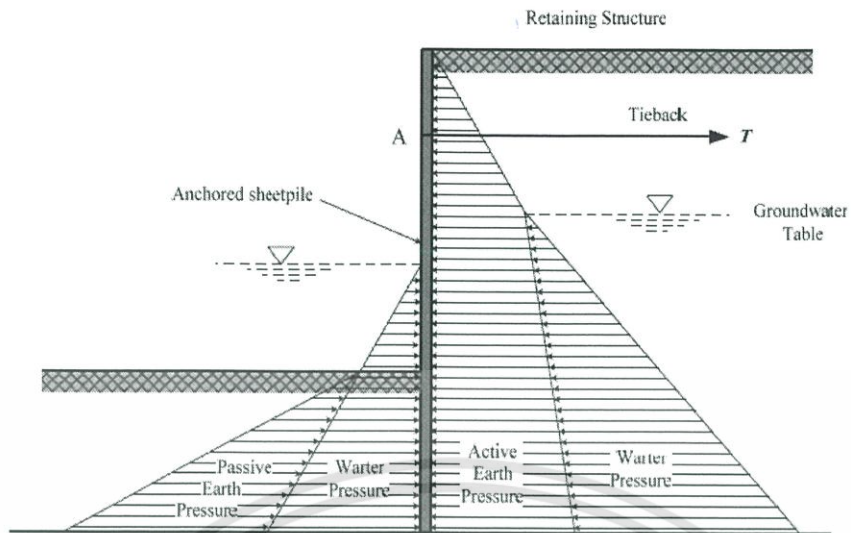 Retaining Structure
Tieback
A
T
Anchored sheetpile
Groundwater
Table
Passive
Earth
Pressure
Warter
Pressure
Active
Earth
Pressure
Warter
Pressure